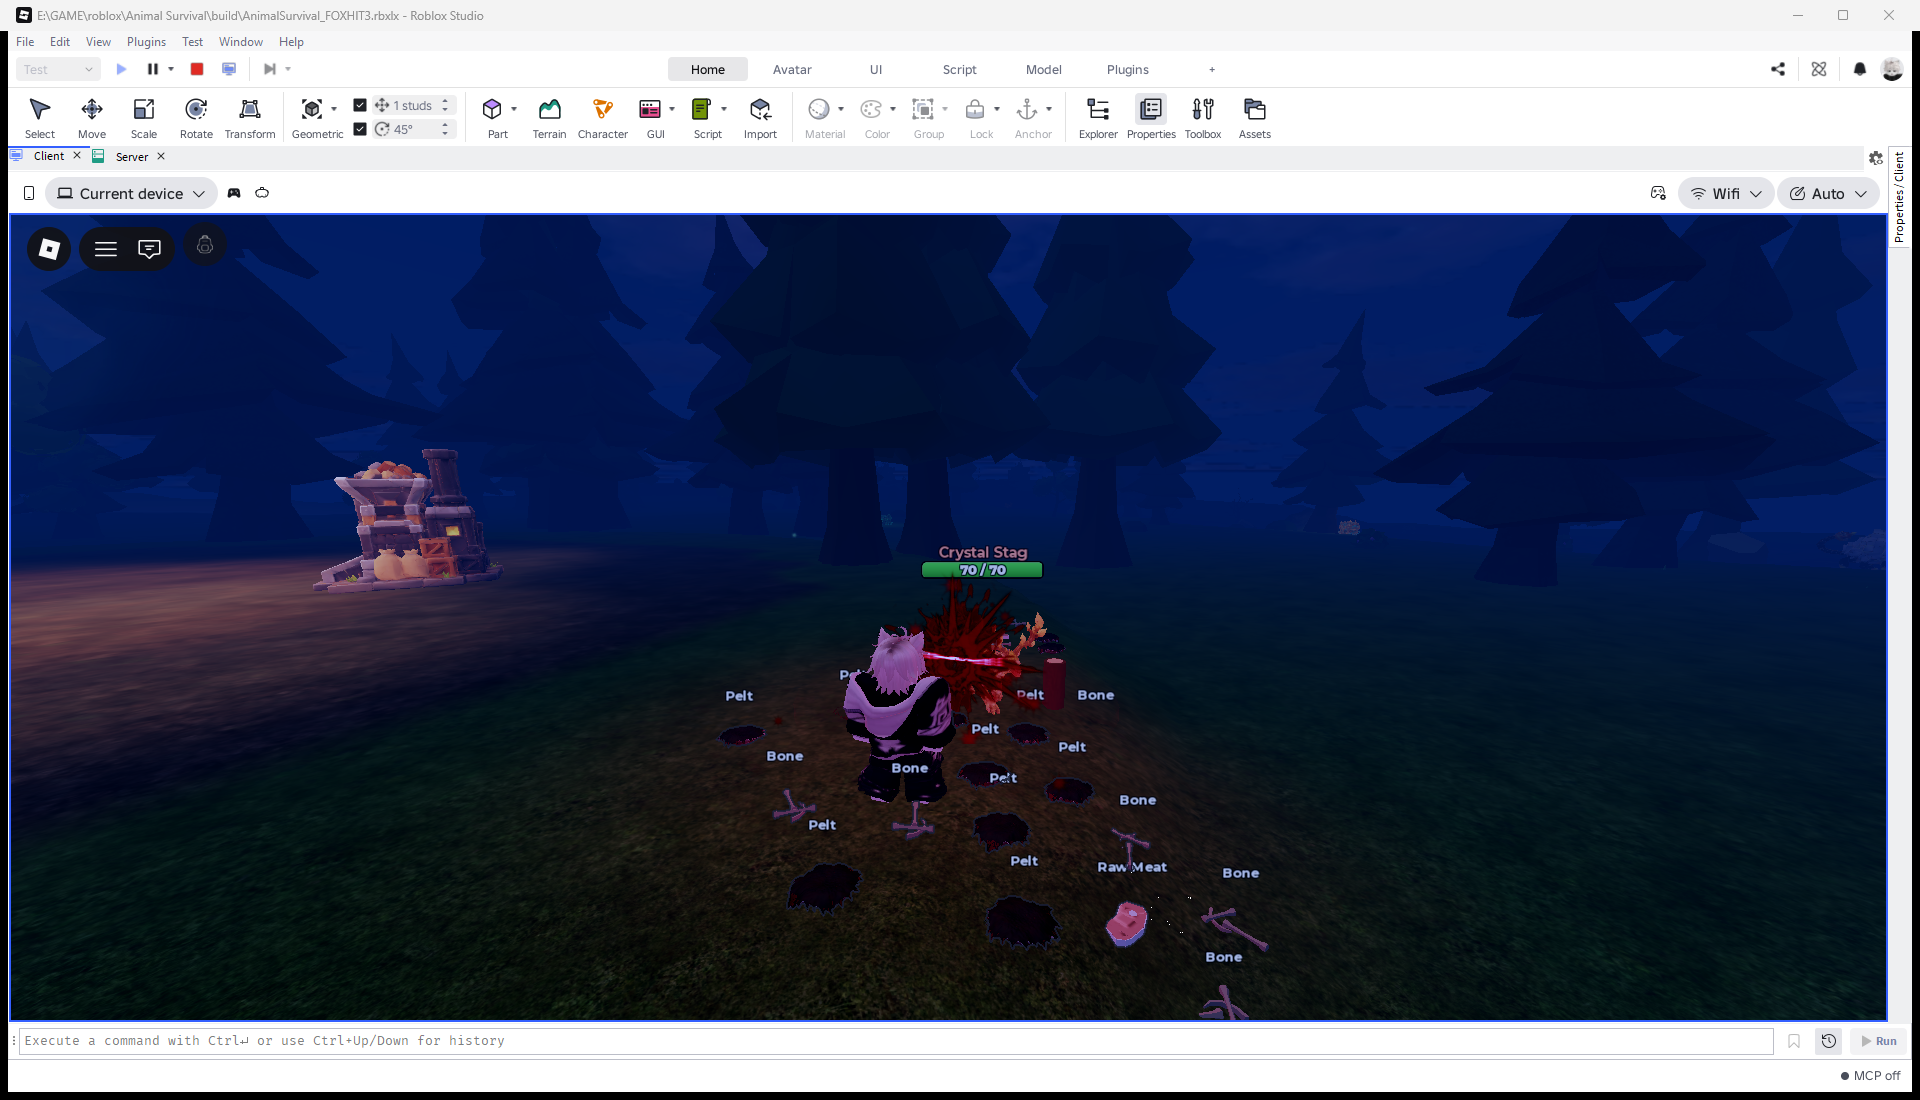 E:\GAME\roblox\Animal Survival\build\AnimalSurvival_FOXHIT3.rbxlx - Roblox Studio
File Edit View Plugins Test Window Help
Test
Home Avatar UI Script Model Plugins +
1 studs
45°
Select Move Scale Rotate Transform Geometric Part Terrain Character GUI Script Import Material Color Group Lock Anchor Explorer Properties Toolbox Assets
Client Server
Properties / Client
Current device
Wifi Auto
Crystal Stag
70 / 70
Pelt
Pelt
Bone
Pelt
Pelt
Pelt
Bone
Bone
Pelt
Bone
Pelt
Pelt
Raw Meat
Bone
Bone
Execute a command with Ctrl↵ or use Ctrl+Up/Down for history
Run
MCP off